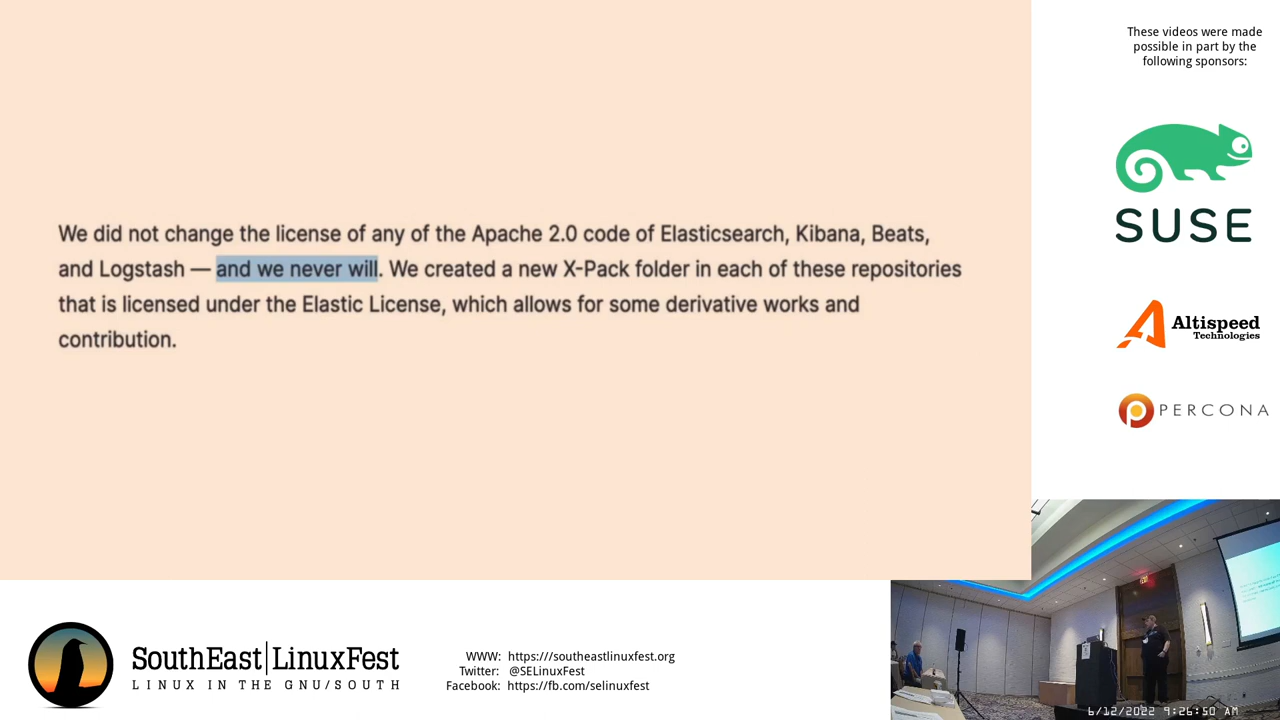 We did not change the license of any of the Apache 2.0 code of Elasticsearch, Kibana, Beats,
and Logstash — and we never will. We created a new X-Pack folder in each of these repositories
that is licensed under the Elastic License, which allows for some derivative works and
contribution.
These videos were made
possible in part by the
following sponsors:
SUSE
Altispeed
Technologies
PERCONA
SouthEast|LinuxFest
LINUX IN THE GNU/SOUTH
WWW: https:///southeastlinuxfest.org
Twitter: @SELinuxFest
Facebook: https://fb.com/selinuxfest
EXIT
6/12/2022 9:26:50 AM